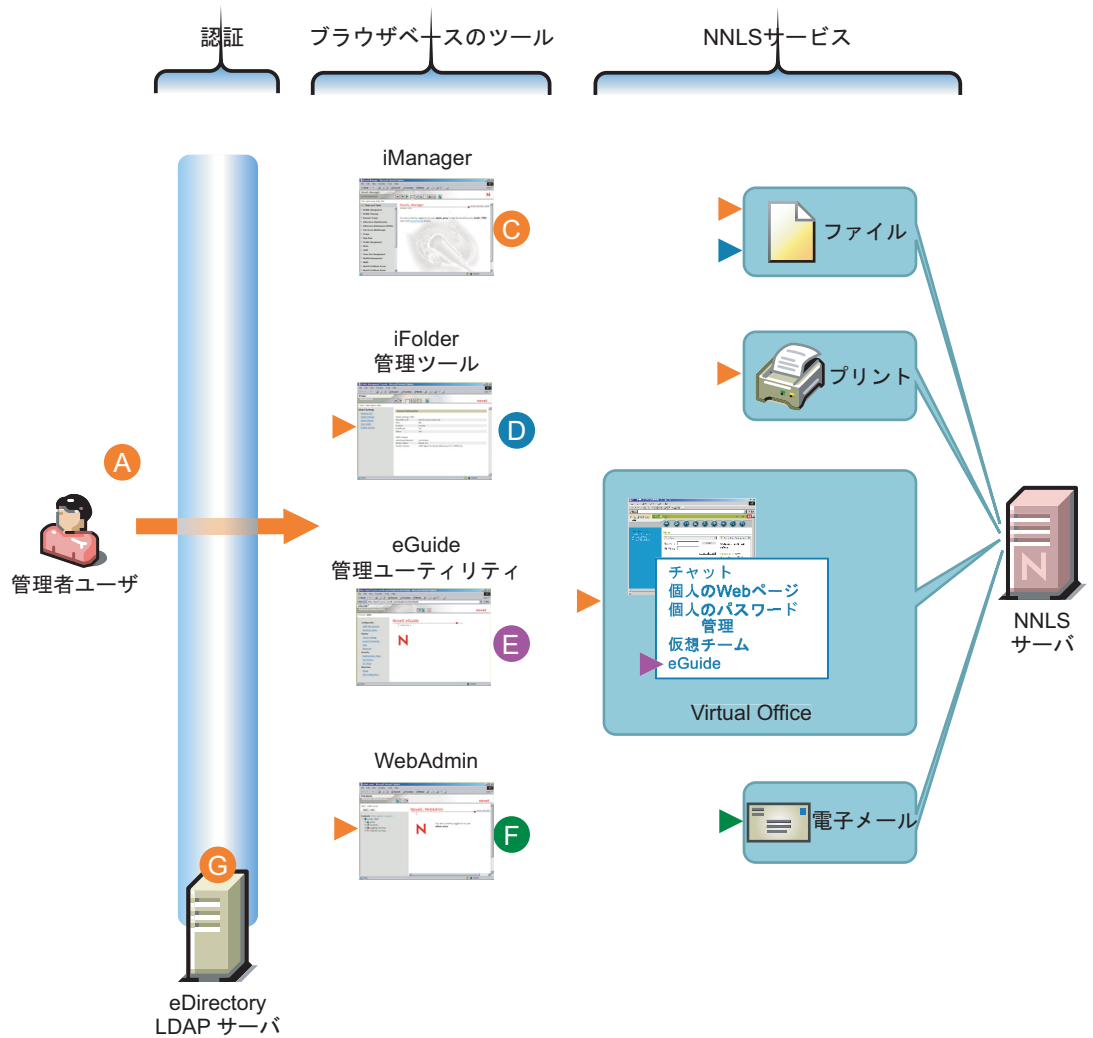 認証
ブラウザベースのツール
NNLSサービス
iManager
C
ファイル
iFolder
管理ツール
D
プリント
A
管理者ユーザ
eGuide
管理ユーティリティ
Novell eGuide
N
E
チャット
個人のWebページ
個人のパスワード
管理
仮想チーム
eGuide
Virtual Office
N
NNLS
サーバ
WebAdmin
N
F
電子メール
G
eDirectory
LDAP サーバ